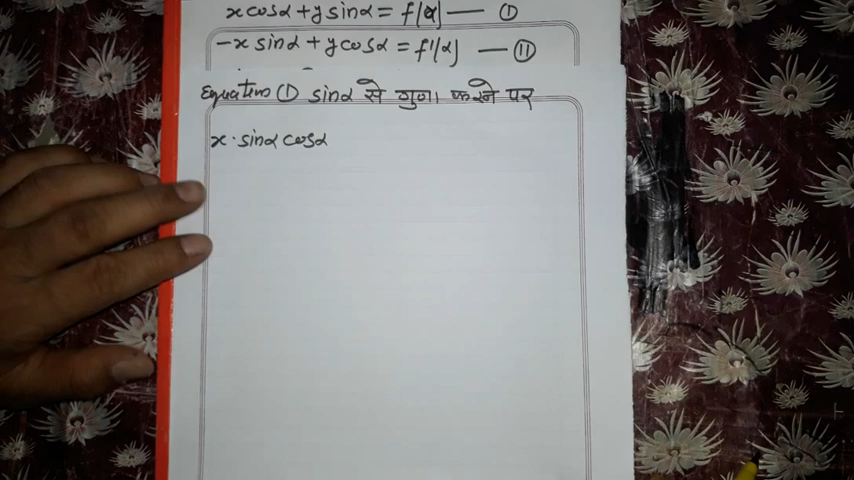 x cosα + y sinα = f(α) — ①
-x sinα + y cosα = f'(α) — ⑪
Equation ① sinα से गुणा करने पर
x · sinα cosα